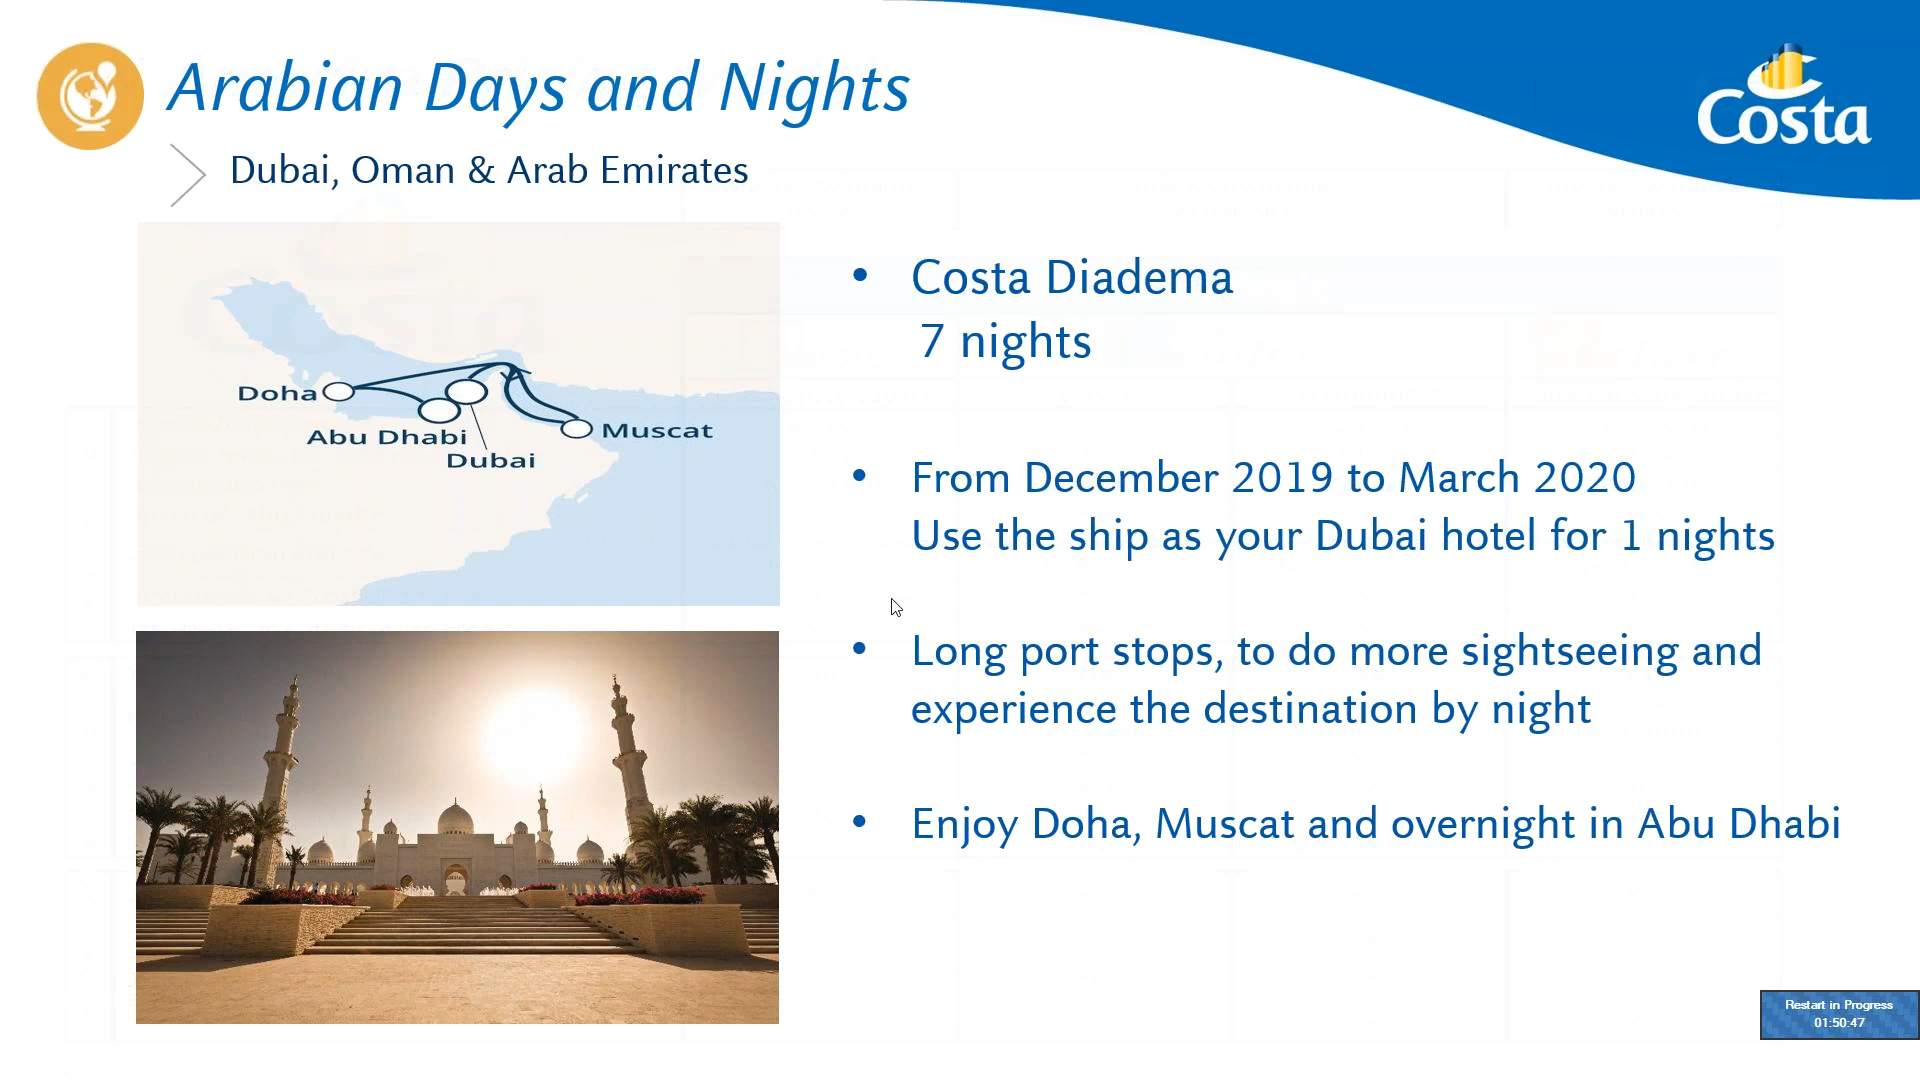 Arabian Days and Nights
Costa
Dubai, Oman & Arab Emirates
Doha
Abu Dhabi
Dubai
Muscat
• Costa Diadema
7 nights
• From December 2019 to March 2020
Use the ship as your Dubai hotel for 1 nights
• Long port stops, to do more sightseeing and
experience the destination by night
• Enjoy Doha, Muscat and overnight in Abu Dhabi
Restart in Progress
01:50:47